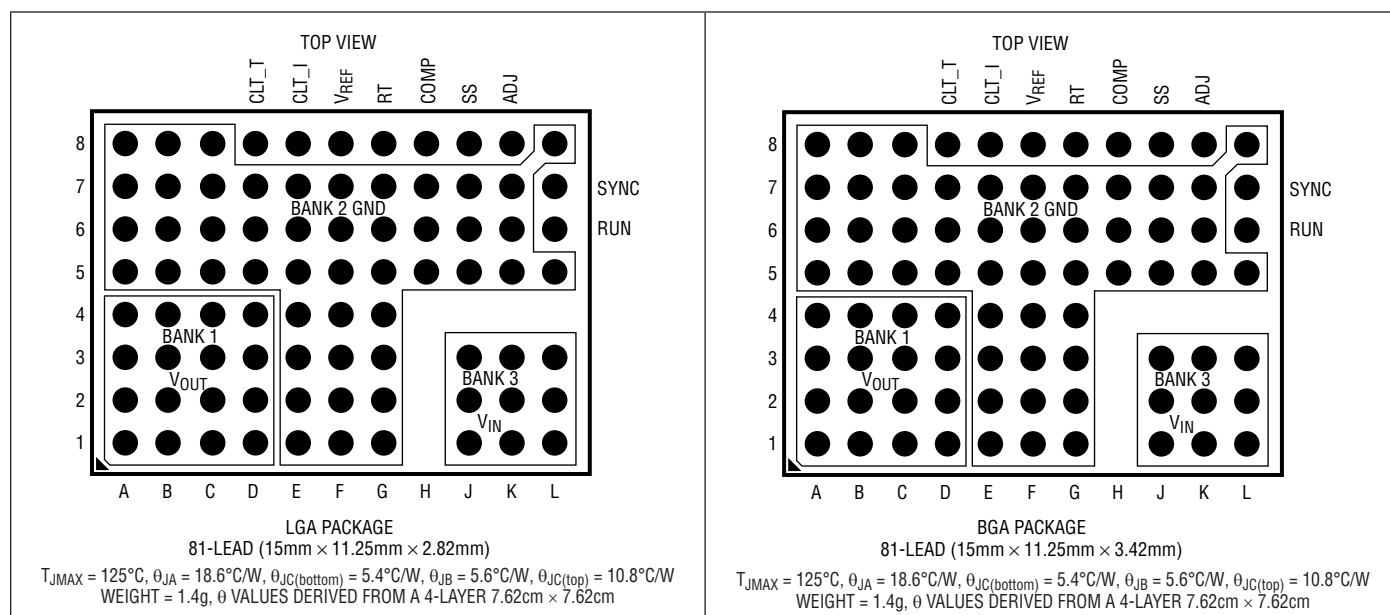 TOP VIEW
CLT_T
CLT_I
VREF
RT
COMP
SS
ADJ
8
7
SYNC
BANK 2 GND
6
RUN
5
4
BANK 1
3
VOUT
BANK 3
2
VIN
1
A B C D E F G H J K L
LGA PACKAGE
81-LEAD (15mm × 11.25mm × 2.82mm)
TJMAX = 125°C, θJA = 18.6°C/W, θJC(bottom) = 5.4°C/W, θJB = 5.6°C/W, θJC(top) = 10.8°C/W
WEIGHT = 1.4g, θ VALUES DERIVED FROM A 4-LAYER 7.62cm × 7.62cm
TOP VIEW
CLT_T
CLT_I
VREF
RT
COMP
SS
ADJ
8
7
SYNC
BANK 2 GND
6
RUN
5
4
BANK 1
3
VOUT
BANK 3
2
VIN
1
A B C D E F G H J K L
BGA PACKAGE
81-LEAD (15mm × 11.25mm × 3.42mm)
TJMAX = 125°C, θJA = 18.6°C/W, θJC(bottom) = 5.4°C/W, θJB = 5.6°C/W, θJC(top) = 10.8°C/W
WEIGHT = 1.4g, θ VALUES DERIVED FROM A 4-LAYER 7.62cm × 7.62cm